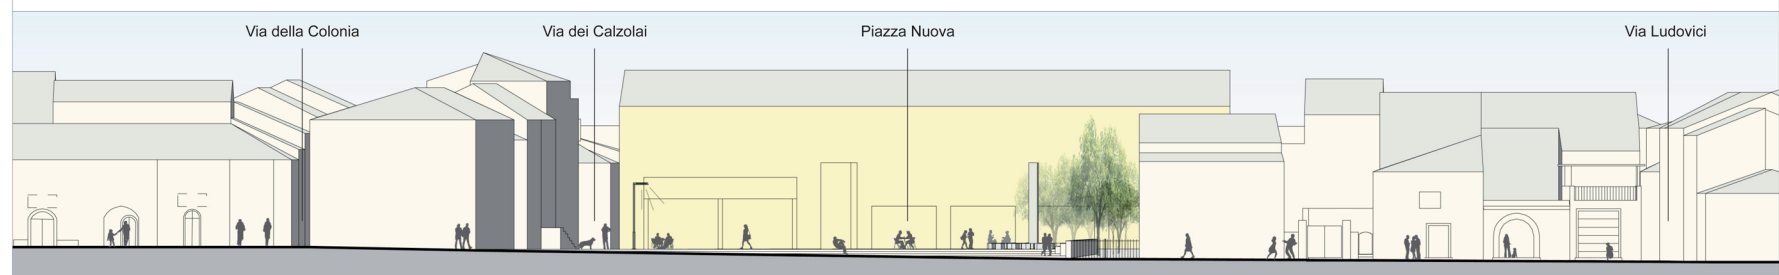 Via della Colonia
Via dei Calzolai
Piazza Nuova
Via Ludovici